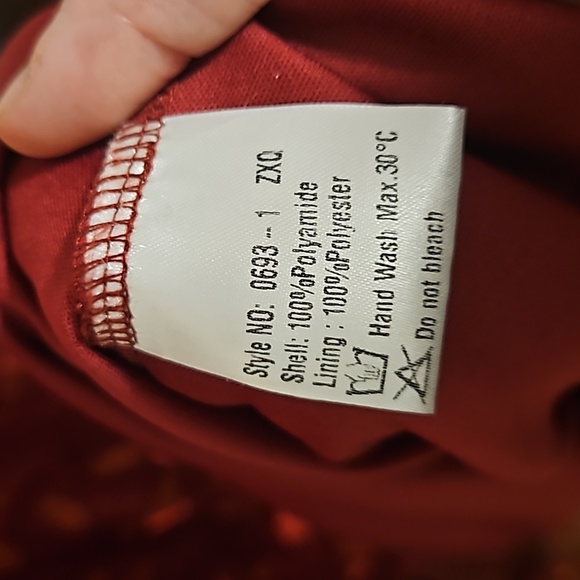 Style NO: 0693--1 ZXQ
Shell: 100%Polyamide
Lining : 100%Polyester
Hand Wash Max.30°C
Do not bleach